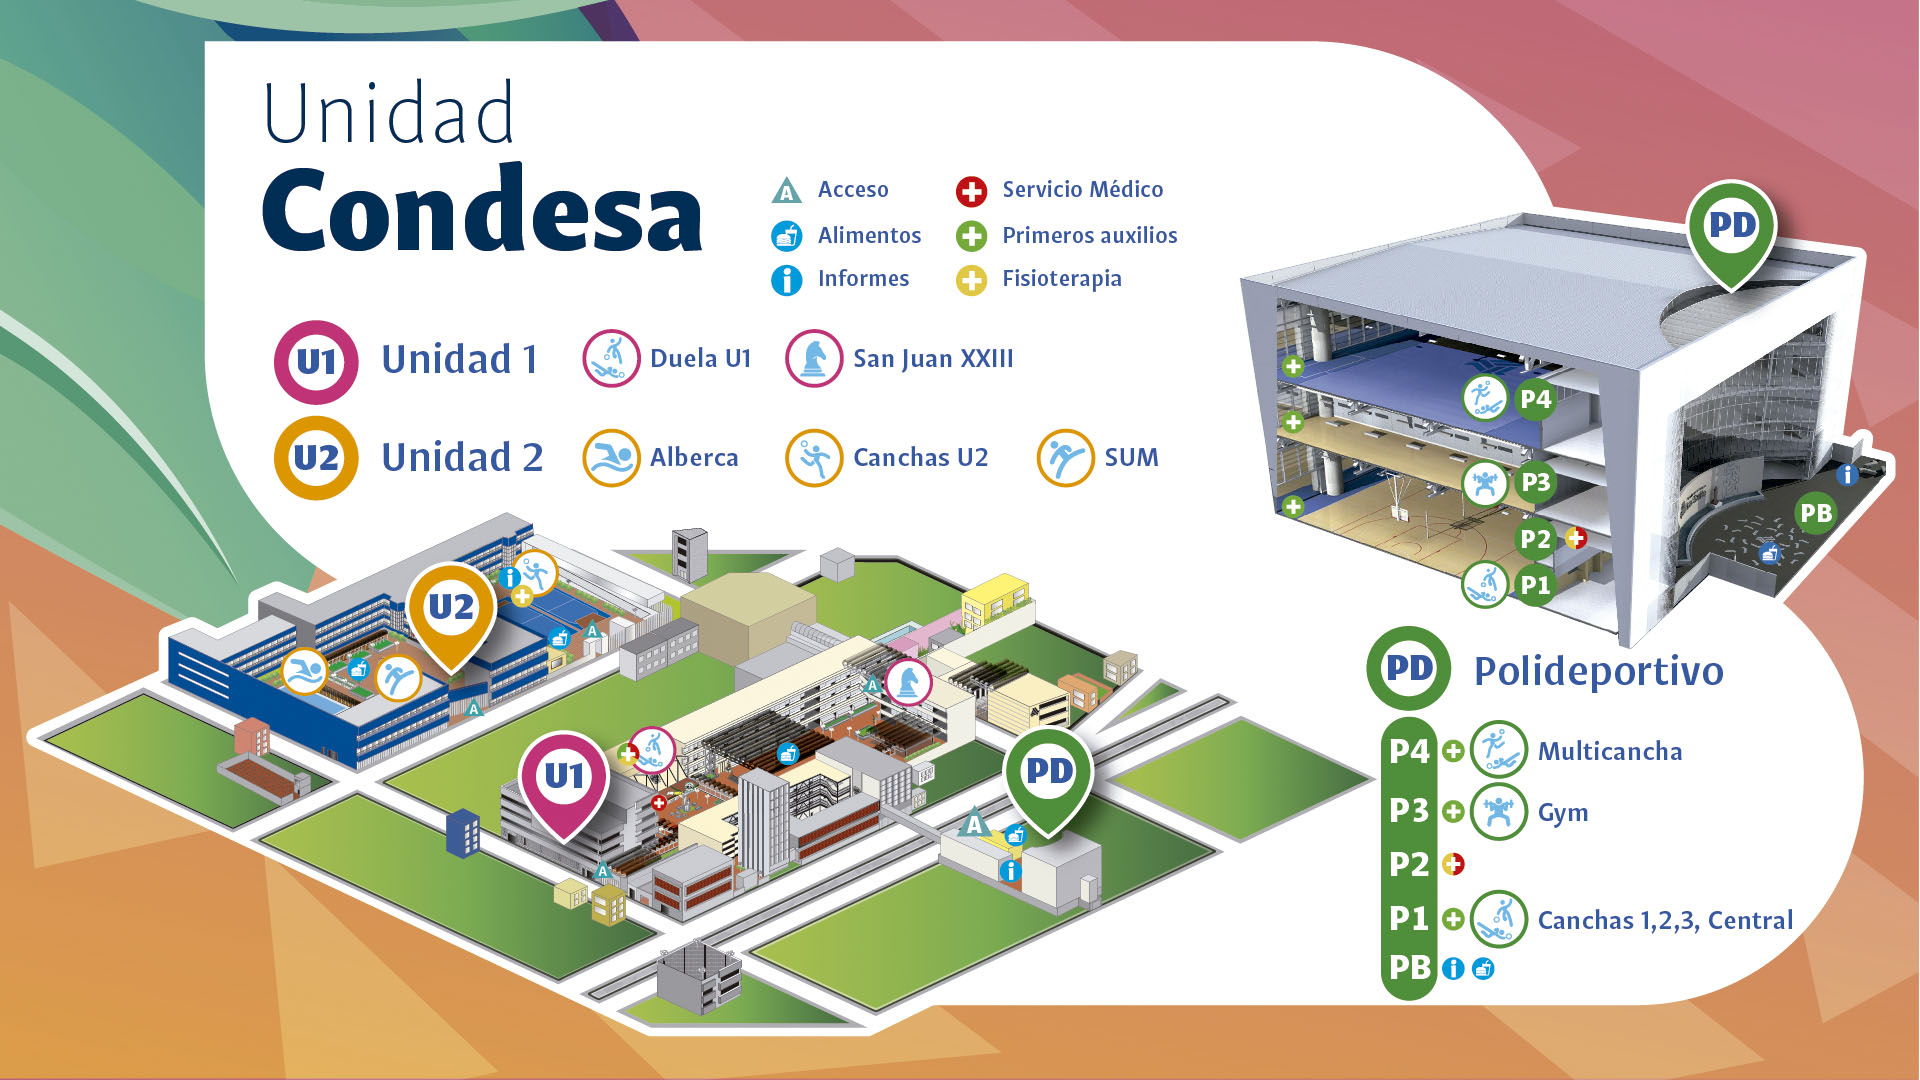 Unidad
Condesa
A Acceso
Alimentos
i Informes
Servicio Médico
Primeros auxilios
Fisioterapia
U1 Unidad 1
Duela U1
San Juan XXIII
U2 Unidad 2
Alberca
Canchas U2
SUM
PD
P4
P3
P2
P1
i
PB
U2
i
A
A
A
U1
A
PD
A
i
PD Polideportivo
P4 Multicancha
P3 Gym
P2
P1 Canchas 1,2,3, Central
PB i